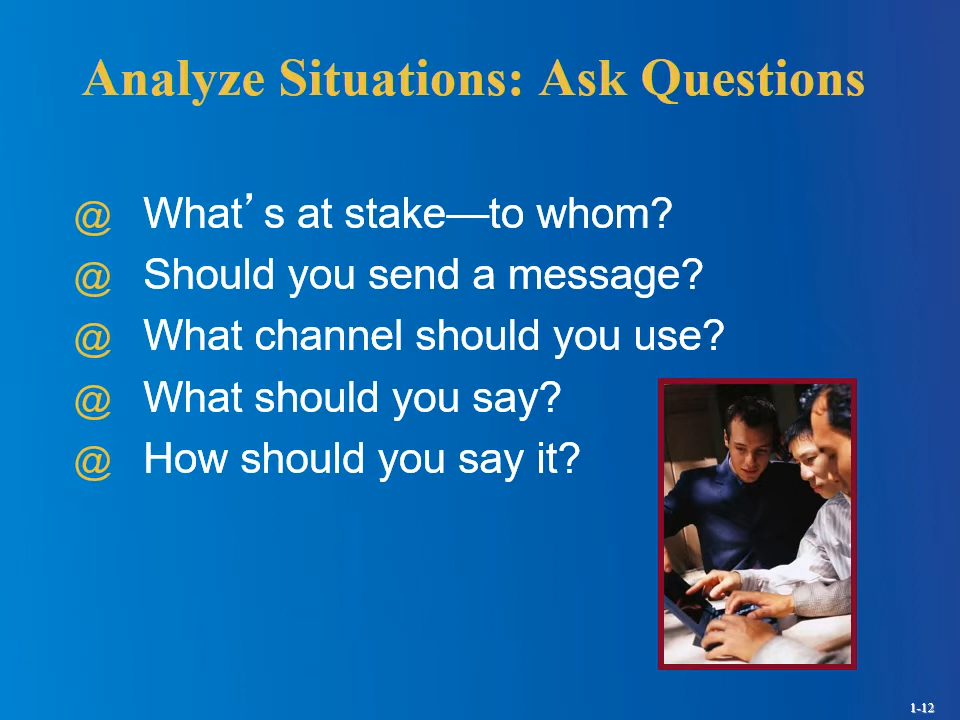 Analyze Situations: Ask Questions
@ What’s at stake—to whom?
@ Should you send a message?
@ What channel should you use?
@ What should you say?
@ How should you say it?
1-12